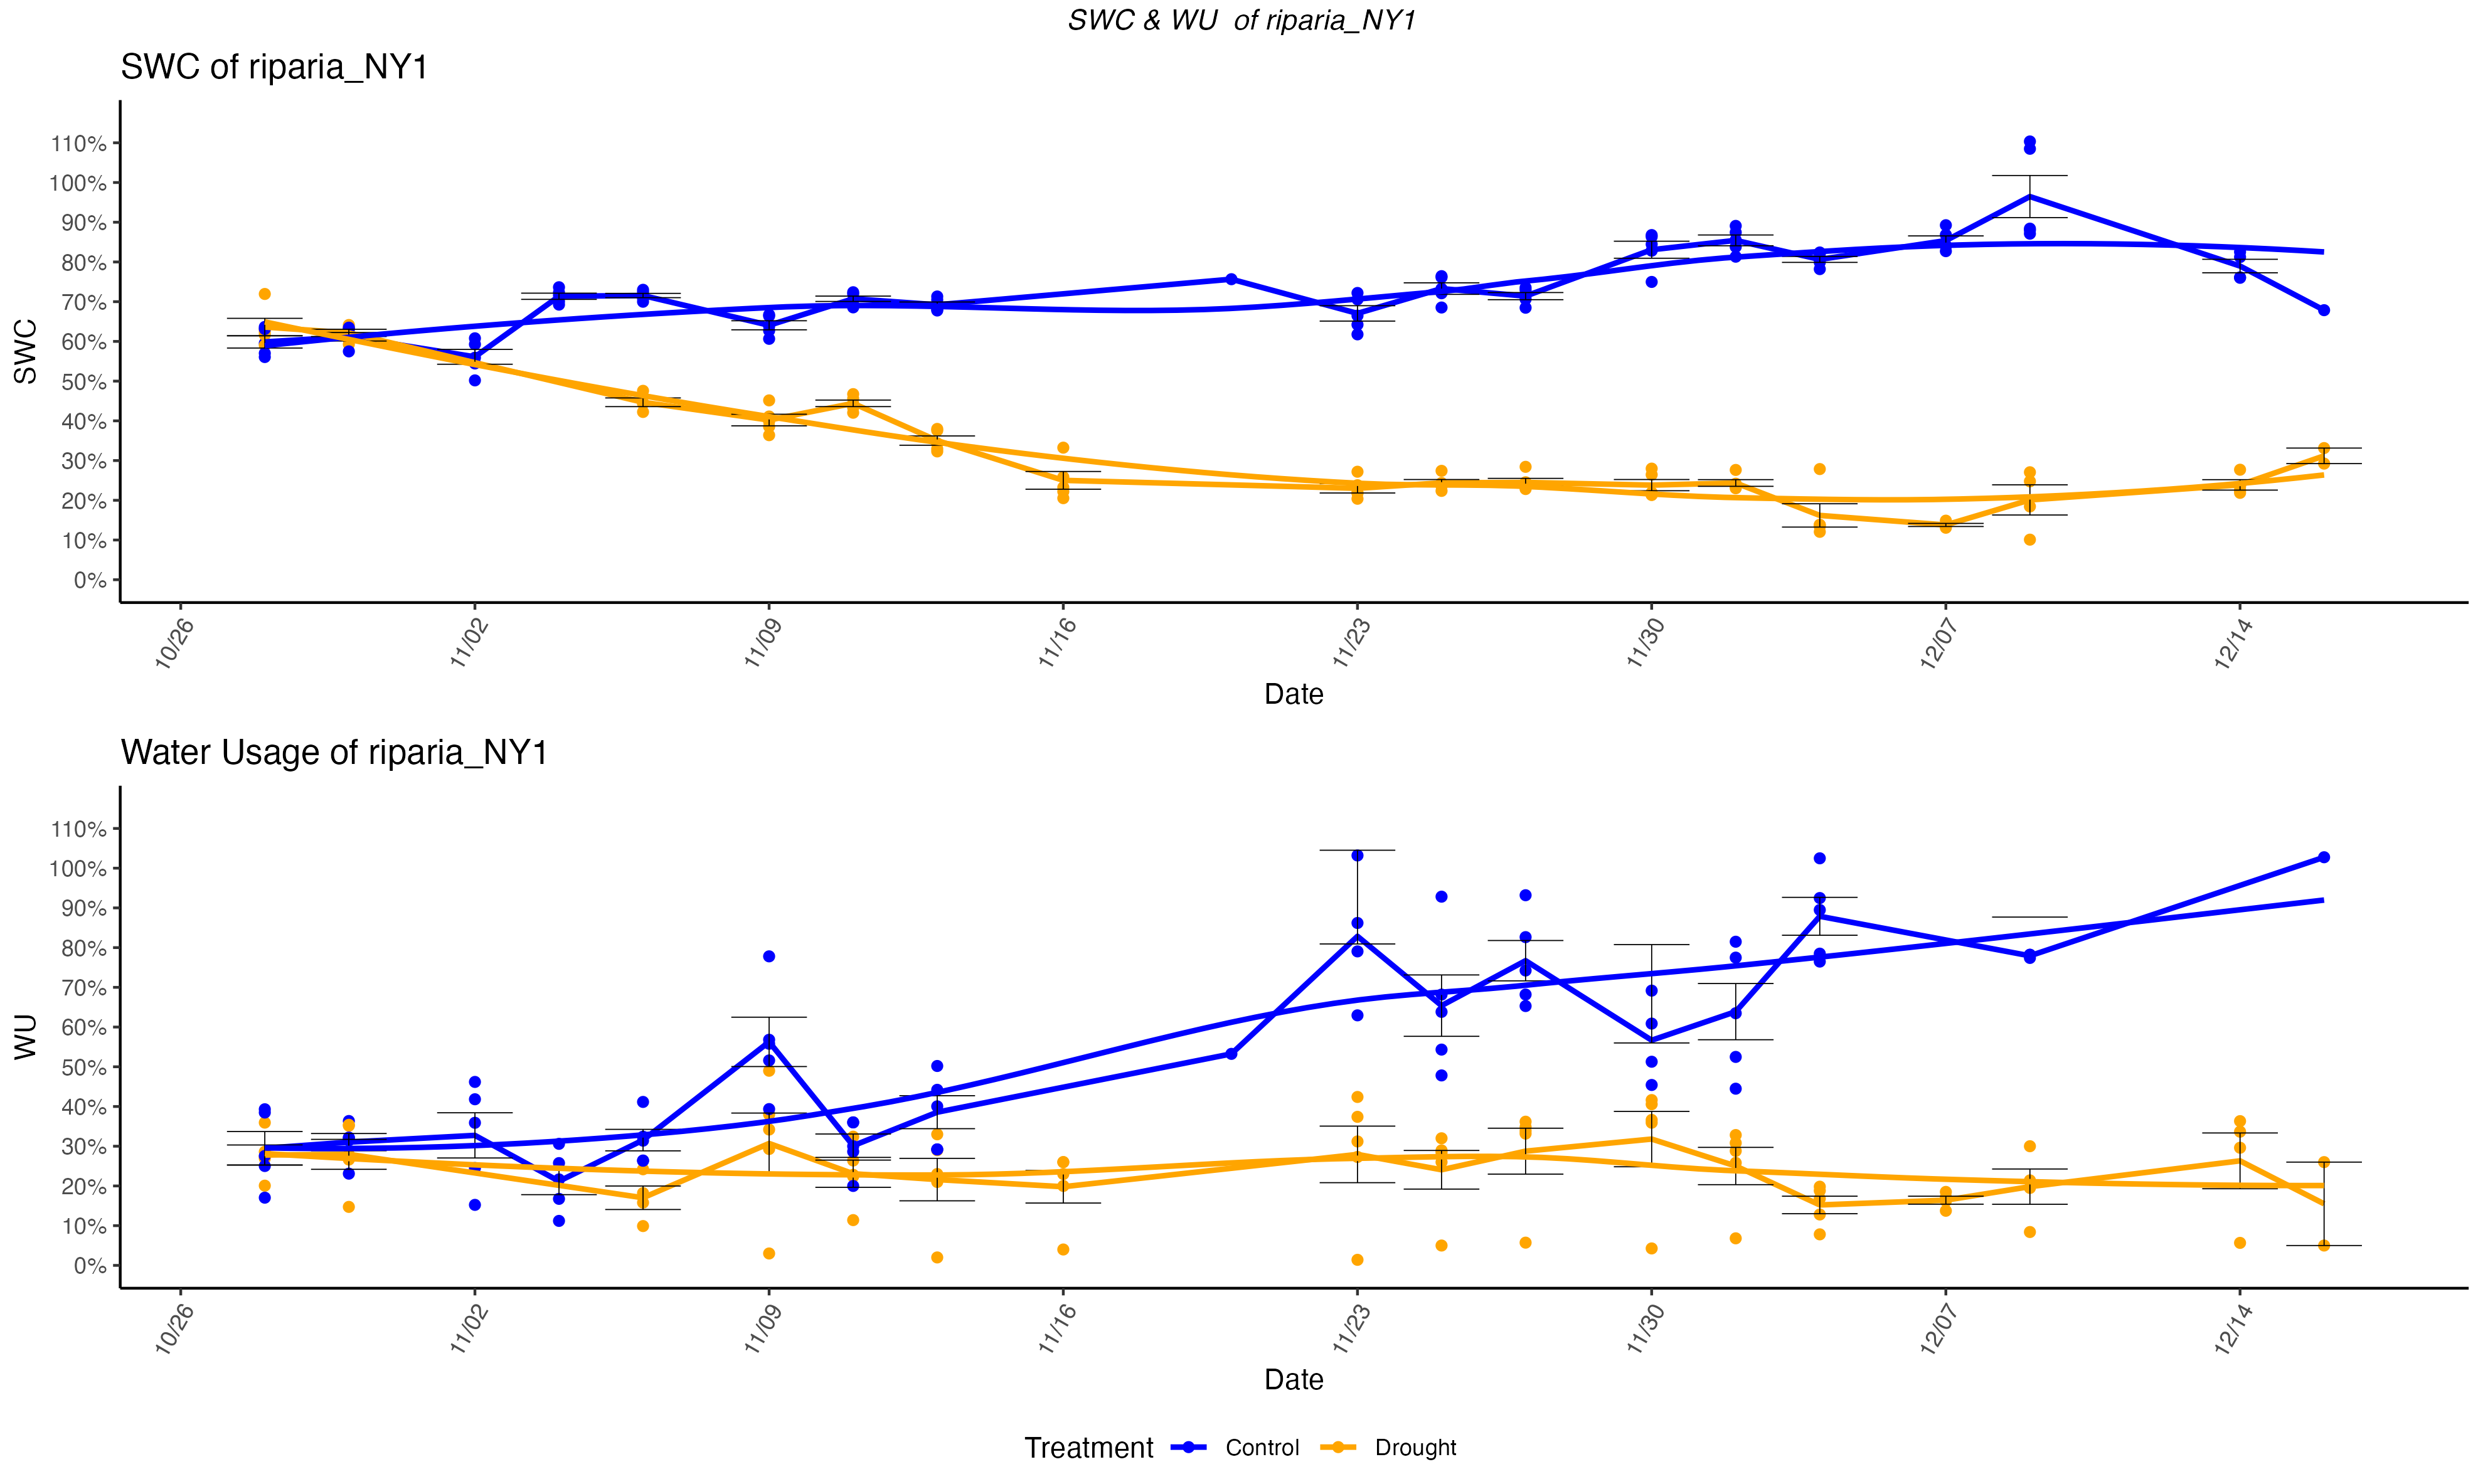 SWC & WU  of riparia_NY1
SWC of riparia_NY1
SWC
110%
100%
90%
80%
70%
60%
50%
40%
30%
20%
10%
0%
10/26 11/02 11/09 11/16 11/23 11/30 12/07 12/14
Date
Water Usage of riparia_NY1
WU
110%
100%
90%
80%
70%
60%
50%
40%
30%
20%
10%
0%
10/26 11/02 11/09 11/16 11/23 11/30 12/07 12/14
Date
Treatment Control Drought